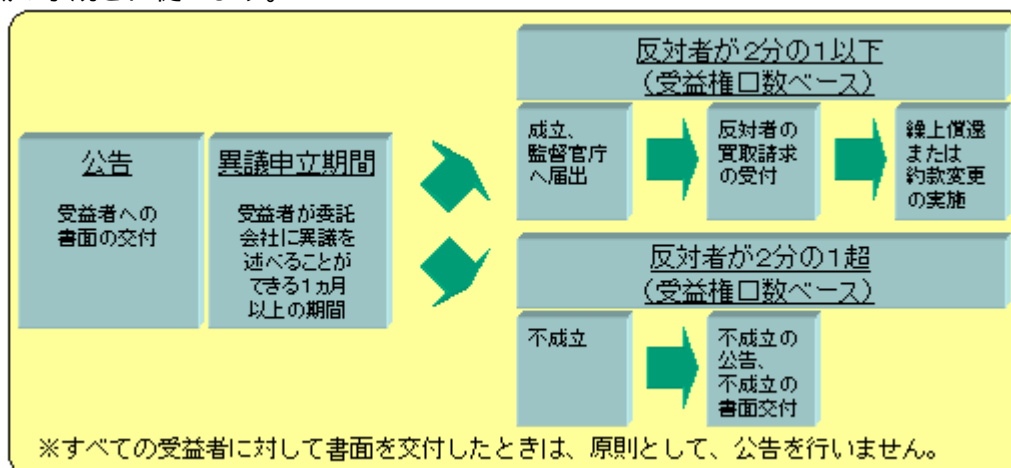 公告
受益者への
書面の交付
異議申立期間
受益者が委託
会社に異議を
述べることが
できる1ヵ月
以上の期間
反対者が2分の1以下
(受益権口数ベース)
成立、
監督官庁
へ届出
反対者の
買取請求
の受付
繰上償還
または
約款変更
の実施
反対者が2分の1超
(受益権口数ベース)
不成立
不成立の
公告、
不成立の
書面交付
※すべての受益者に対して書面を交付したときは、原則として、公告を行いません。